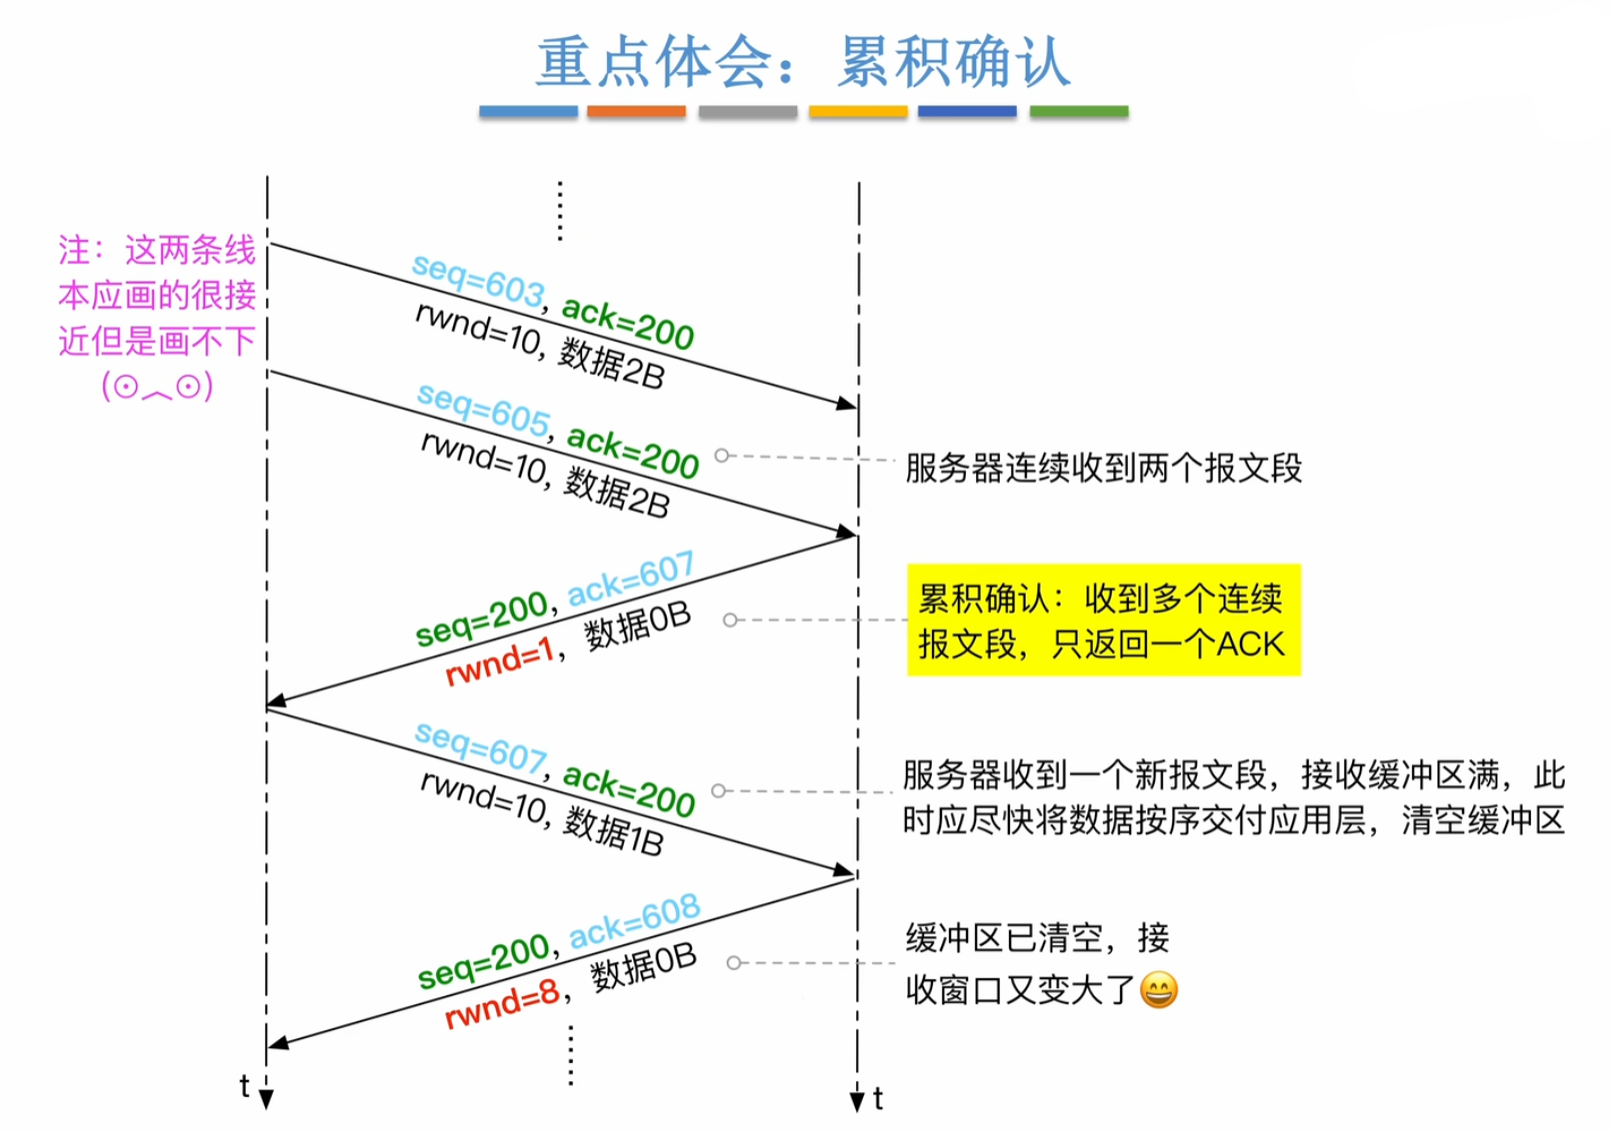 重点体会：累积确认
注：这两条线
本应画的很接
近但是画不下
(⊙︿⊙)
seq=603, ack=200
rwnd=10, 数据2B
seq=605, ack=200
rwnd=10, 数据2B
服务器连续收到两个报文段
seq=200, ack=607
rwnd=1, 数据0B
累积确认：收到多个连续
报文段，只返回一个ACK
seq=607, ack=200
rwnd=10, 数据1B
服务器收到一个新报文段，接收缓冲区满，此
时应尽快将数据按序交付应用层，清空缓冲区
seq=200, ack=608
rwnd=8, 数据0B
缓冲区已清空，接
收窗口又变大了😄
t
t